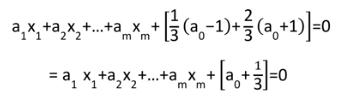 a₁x₁+a₂x₂+...+aₘxₘ+[1/3(a₀-1)+2/3(a₀+1)]=0
= a₁ x₁+a₂x₂+...+aₘxₘ+[a₀+1/3]=0